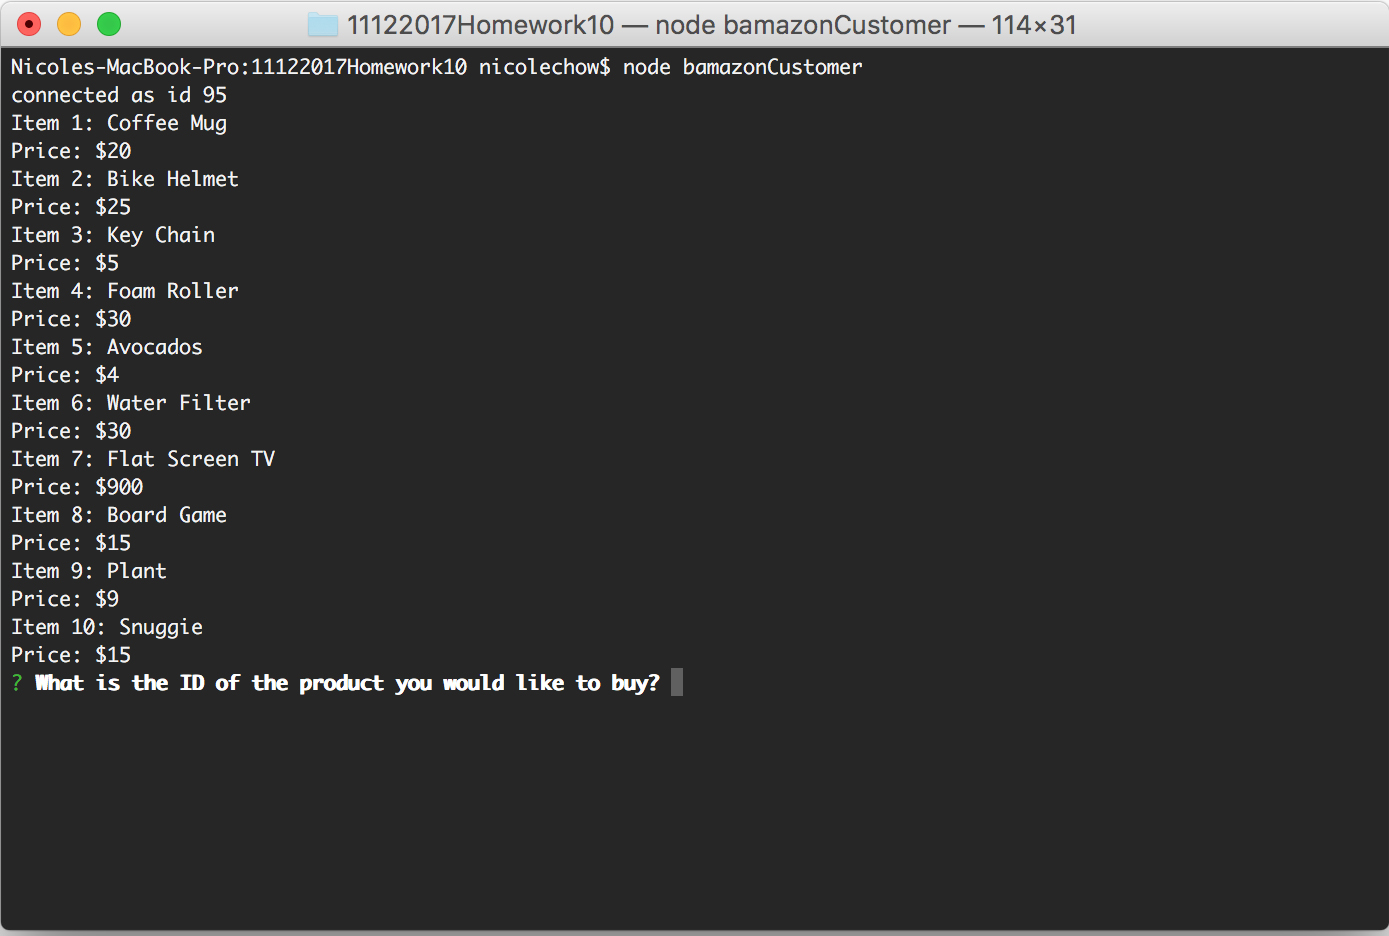 11122017Homework10 — node bamazonCustomer — 114×31
Nicoles-MacBook-Pro:11122017Homework10 nicolechow$ node bamazonCustomer
connected as id 95
Item 1: Coffee Mug
Price: $20
Item 2: Bike Helmet
Price: $25
Item 3: Key Chain
Price: $5
Item 4: Foam Roller
Price: $30
Item 5: Avocados
Price: $4
Item 6: Water Filter
Price: $30
Item 7: Flat Screen TV
Price: $900
Item 8: Board Game
Price: $15
Item 9: Plant
Price: $9
Item 10: Snuggie
Price: $15
? What is the ID of the product you would like to buy?